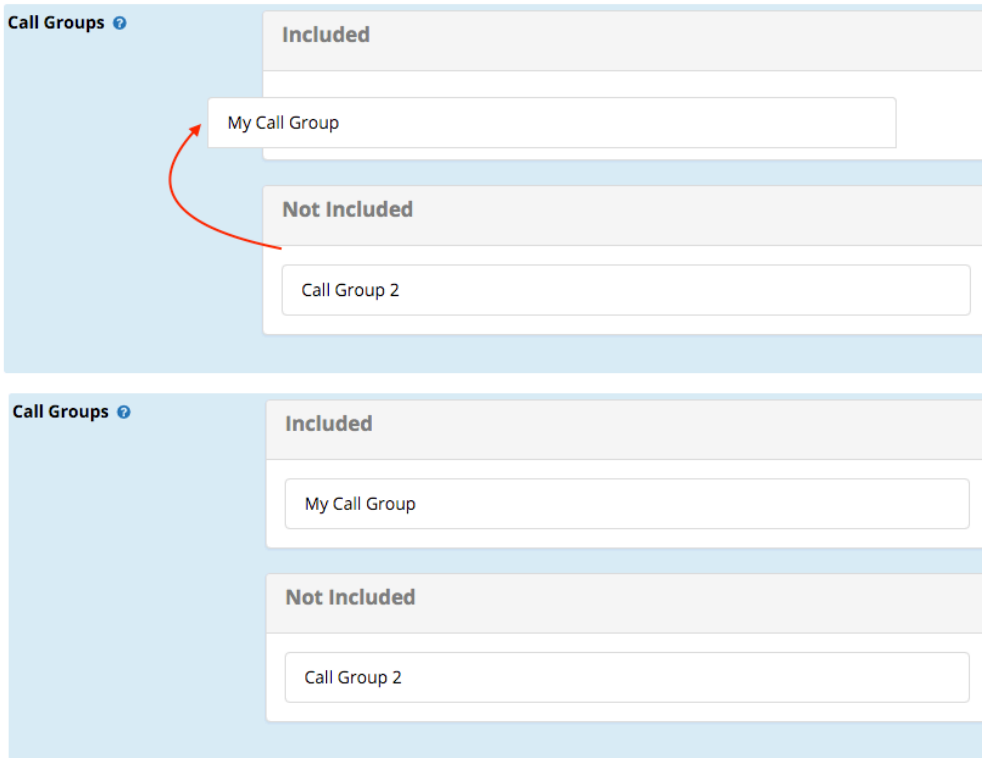 Call Groups
Included
My Call Group
Not Included
Call Group 2
Call Groups
Included
My Call Group
Not Included
Call Group 2